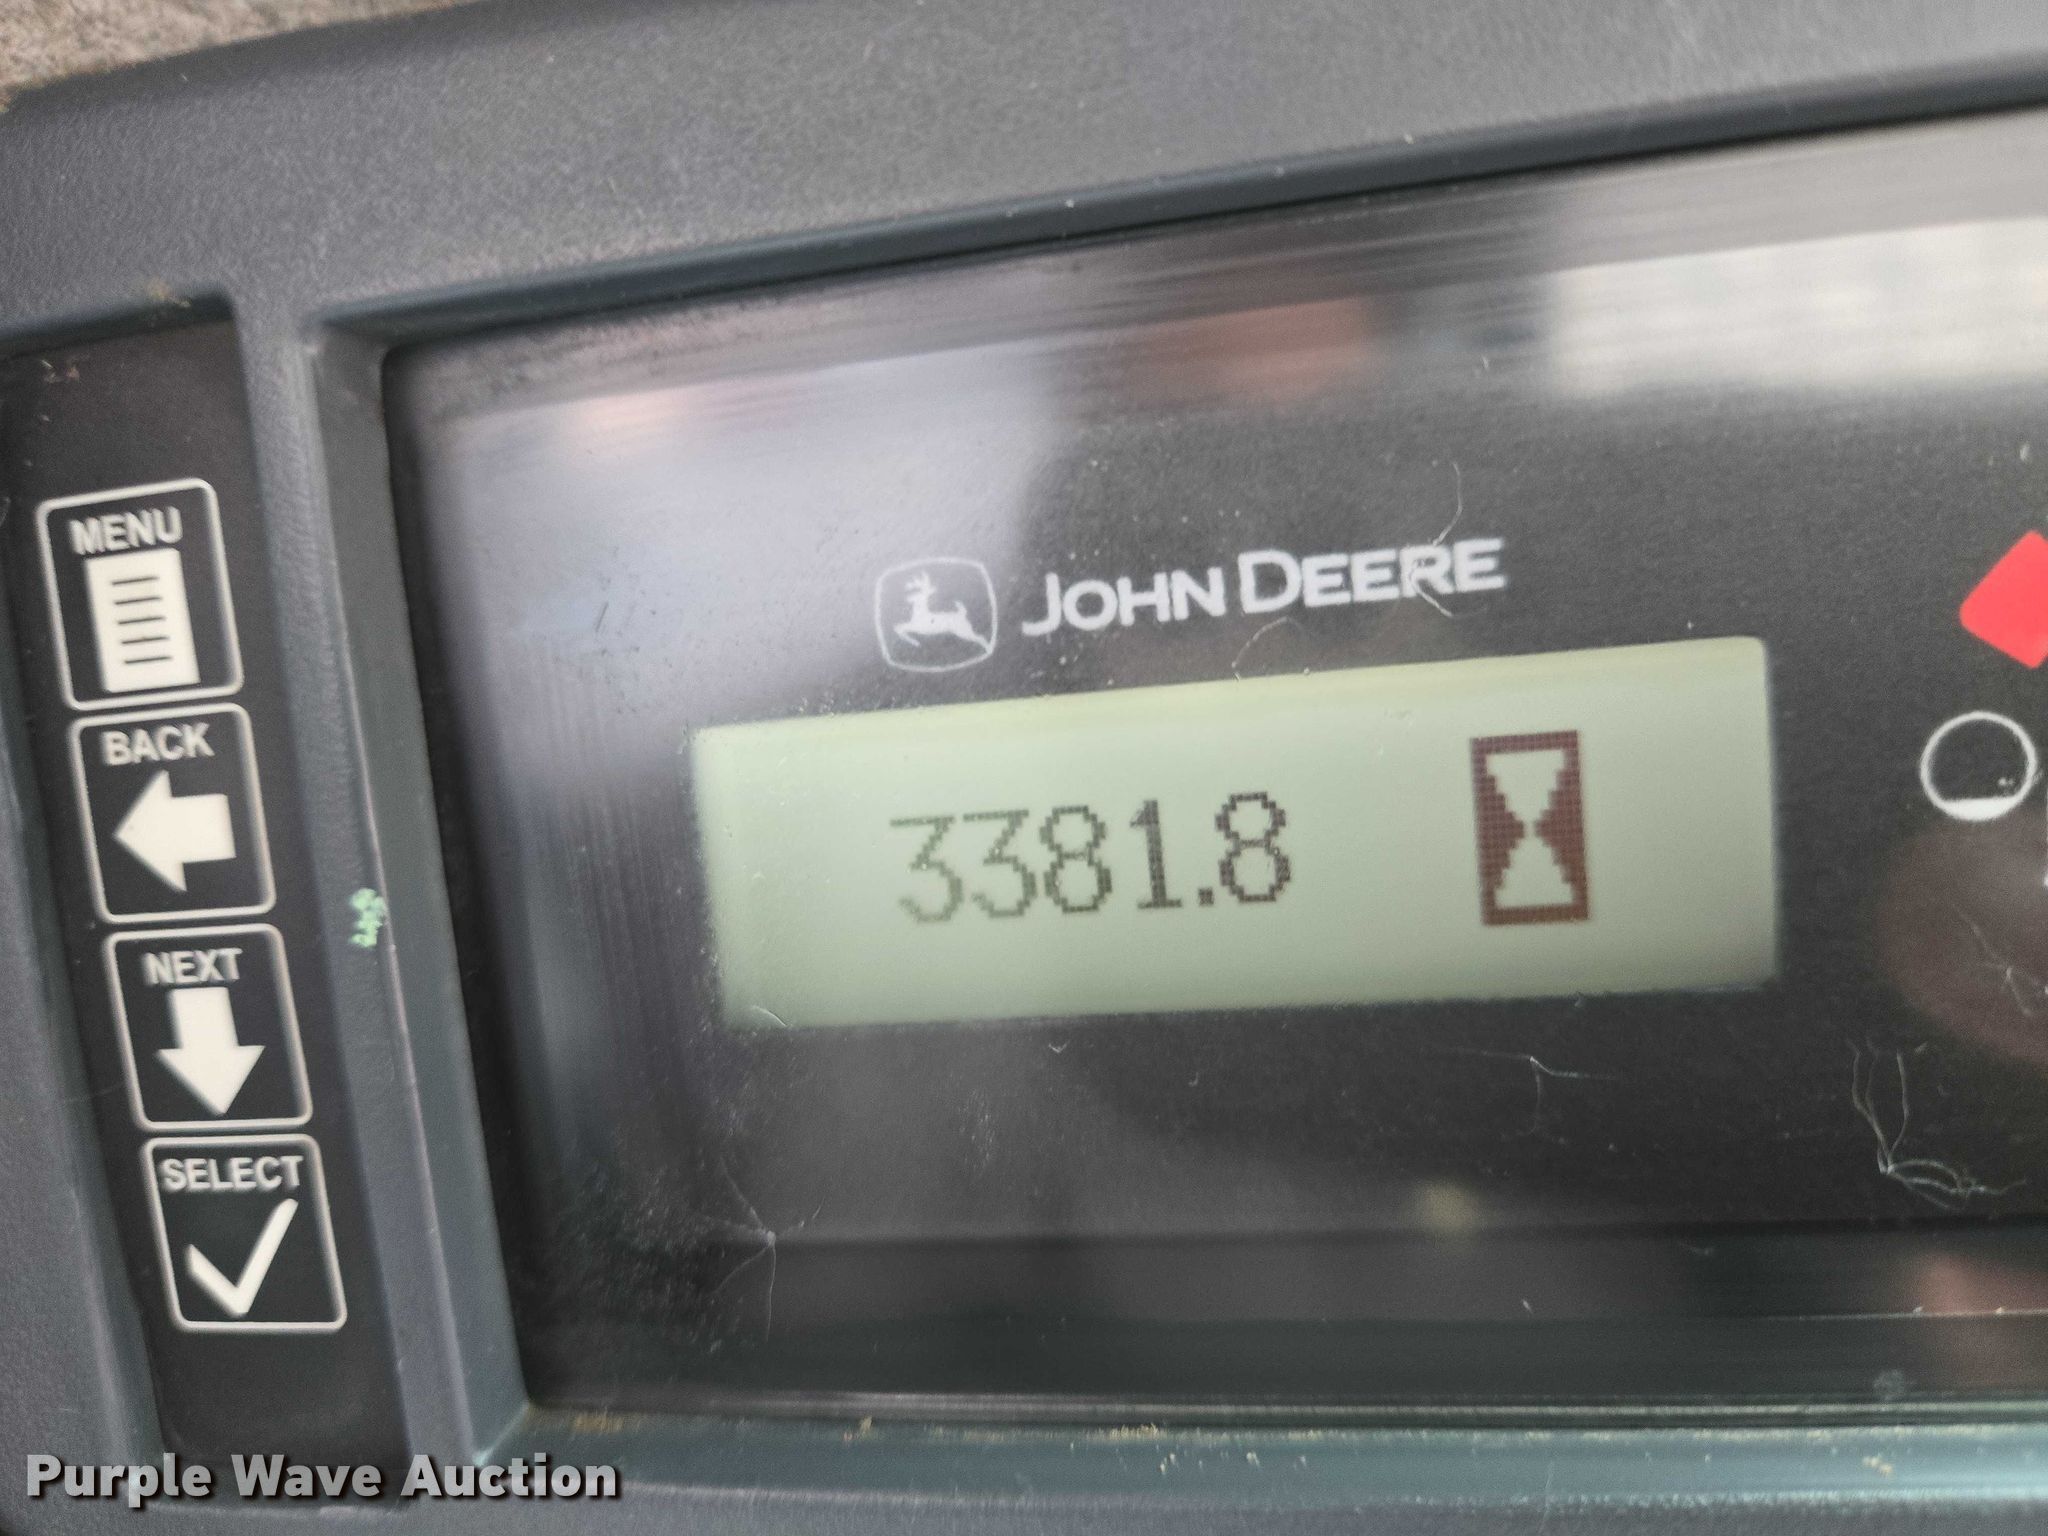 MENU
BACK
NEXT
SELECT
JOHN DEERE
3381.8
Purple Wave Auction